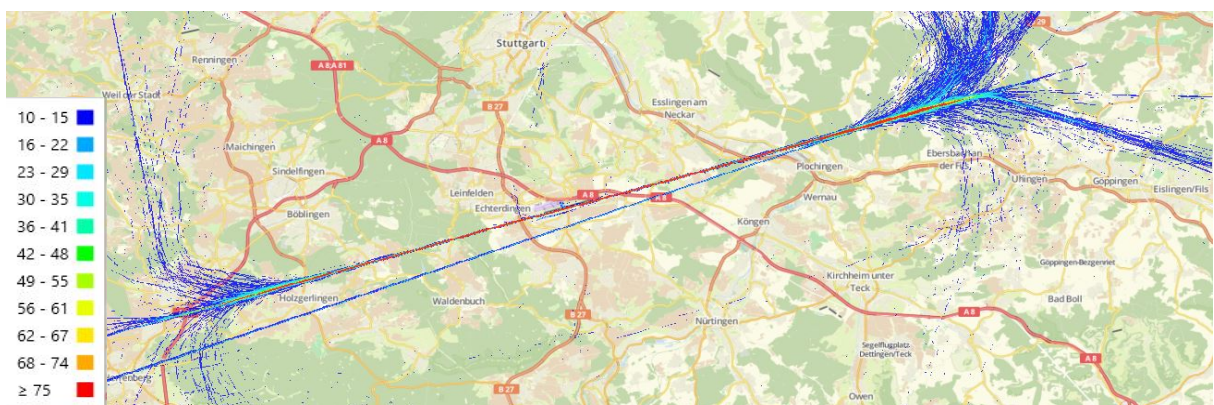 Stuttgart
29
Renningen
A 8;A 81
Weil der Stadt
B 27
Esslingen am
Neckar
10 - 15
16 - 22
23 - 29
30 - 35
36 - 41
42 - 48
49 - 55
56 - 61
62 - 67
68 - 74
≥ 75
A 8
Maichingen
Sindelfingen
Böblingen
Leinfelden
Echterdingen
A 8
A 8
Plochingen
Wernau
Ebersbach an
der Fils
Uhingen
Göppingen
Eislingen/Fils
Köngen
Göppingen-Bezgenriet
Holzgerlingen
Waldenbuch
Kirchheim unter
Teck
Bad Boll
B 27
Nürtingen
A 8
Segelflugplatz
Dettingen/Teck
A 8
B 27
Owen